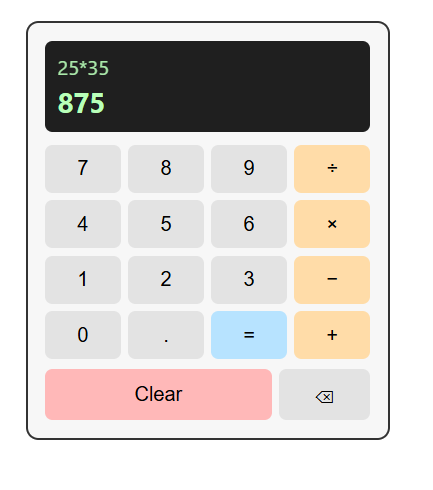 25*35
875
7 8 9 ÷
4 5 6 ×
1 2 3 −
0 . = +
Clear ⌫